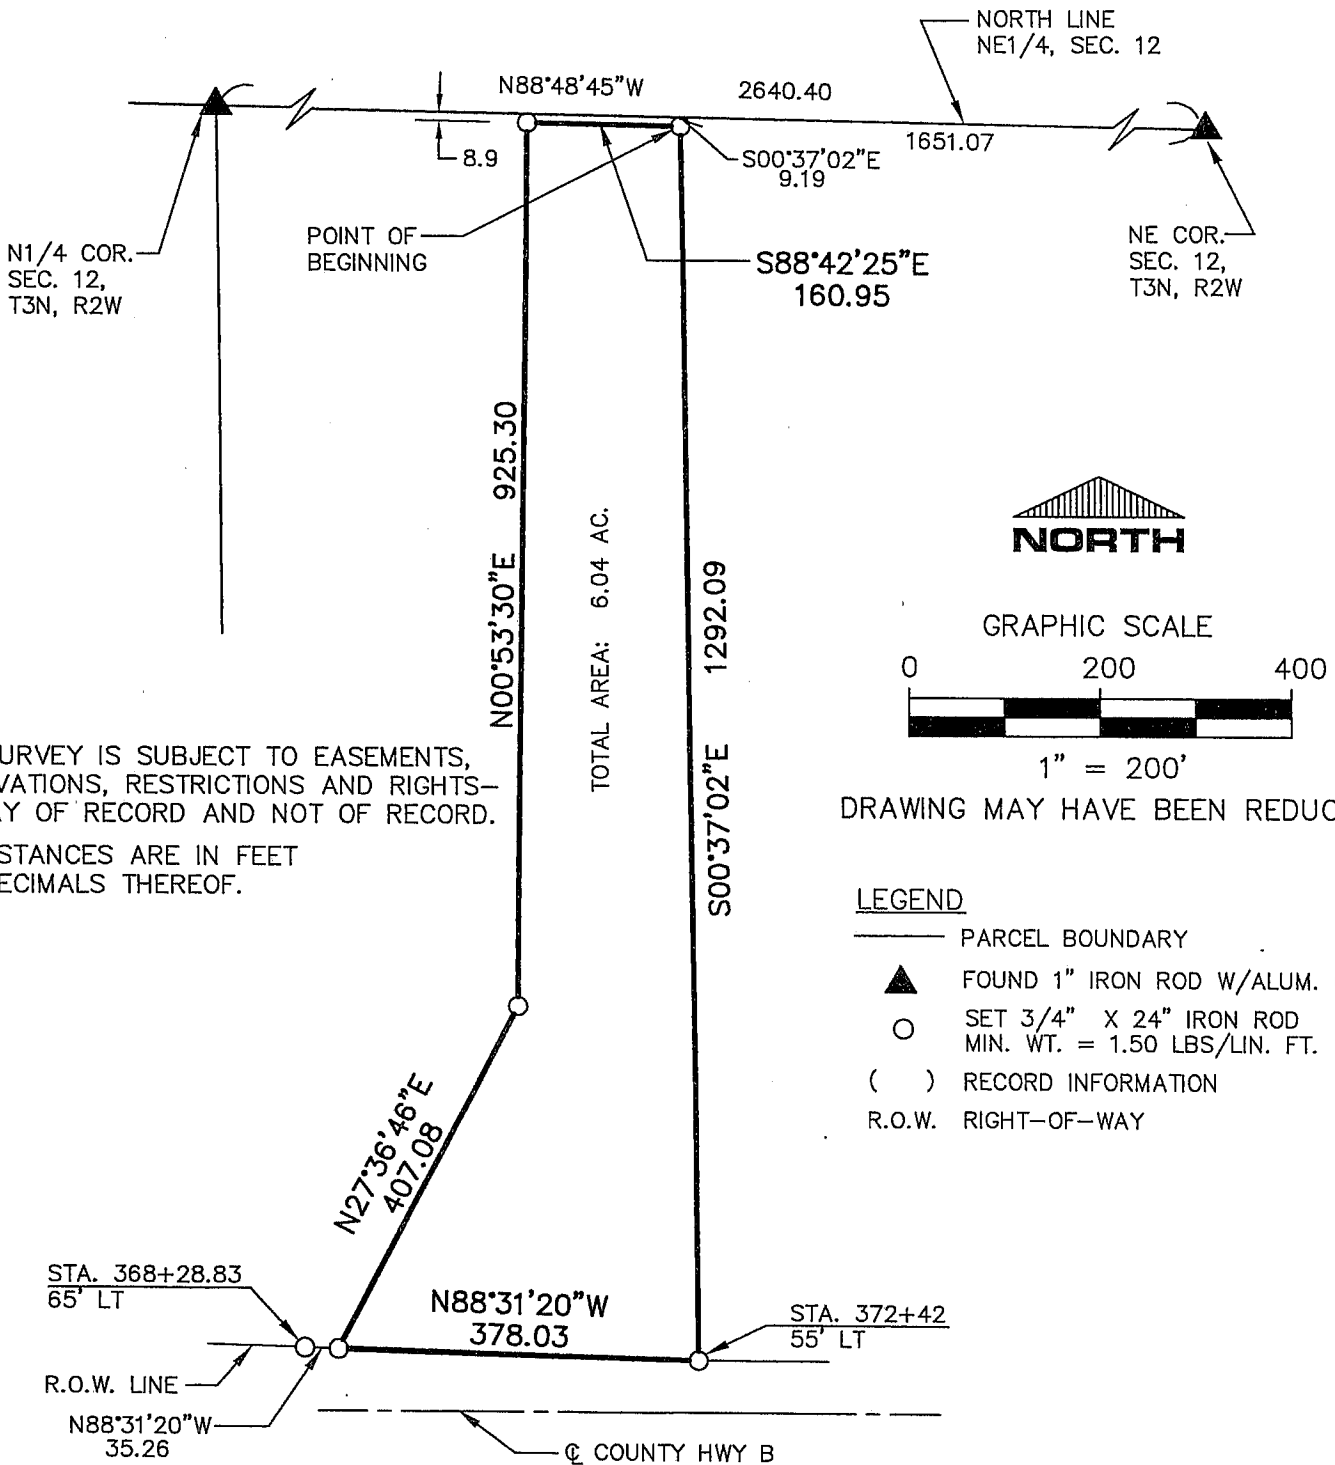 NORTH LINE
NE1/4, SEC. 12
N88°48'45"W
2640.40
1651.07
8.9
S00°37'02"E
9.19
POINT OF
BEGINNING
N1/4 COR.
SEC. 12,
T3N, R2W
NE COR.
SEC. 12,
T3N, R2W
S88°42'25"E
160.95
N00°53'30"E 925.30
TOTAL AREA: 6.04 AC.
S00°37'02"E 1292.09
NORTH
GRAPHIC SCALE
0 200 400
1" = 200'
DRAWING MAY HAVE BEEN REDUC
URVEY IS SUBJECT TO EASEMENTS,
VATIONS, RESTRICTIONS AND RIGHTS-
AY OF RECORD AND NOT OF RECORD.
STANCES ARE IN FEET
ECIMALS THEREOF.
LEGEND
PARCEL BOUNDARY
FOUND 1" IRON ROD W/ALUM.
SET 3/4" X 24" IRON ROD
MIN. WT. = 1.50 LBS/LIN. FT.
( ) RECORD INFORMATION
R.O.W. RIGHT-OF-WAY
N27°36'46"E
407.08
STA. 368+28.83
65' LT
N88°31'20"W
378.03
STA. 372+42
55' LT
R.O.W. LINE
N88°31'20"W
35.26
℄ COUNTY HWY B